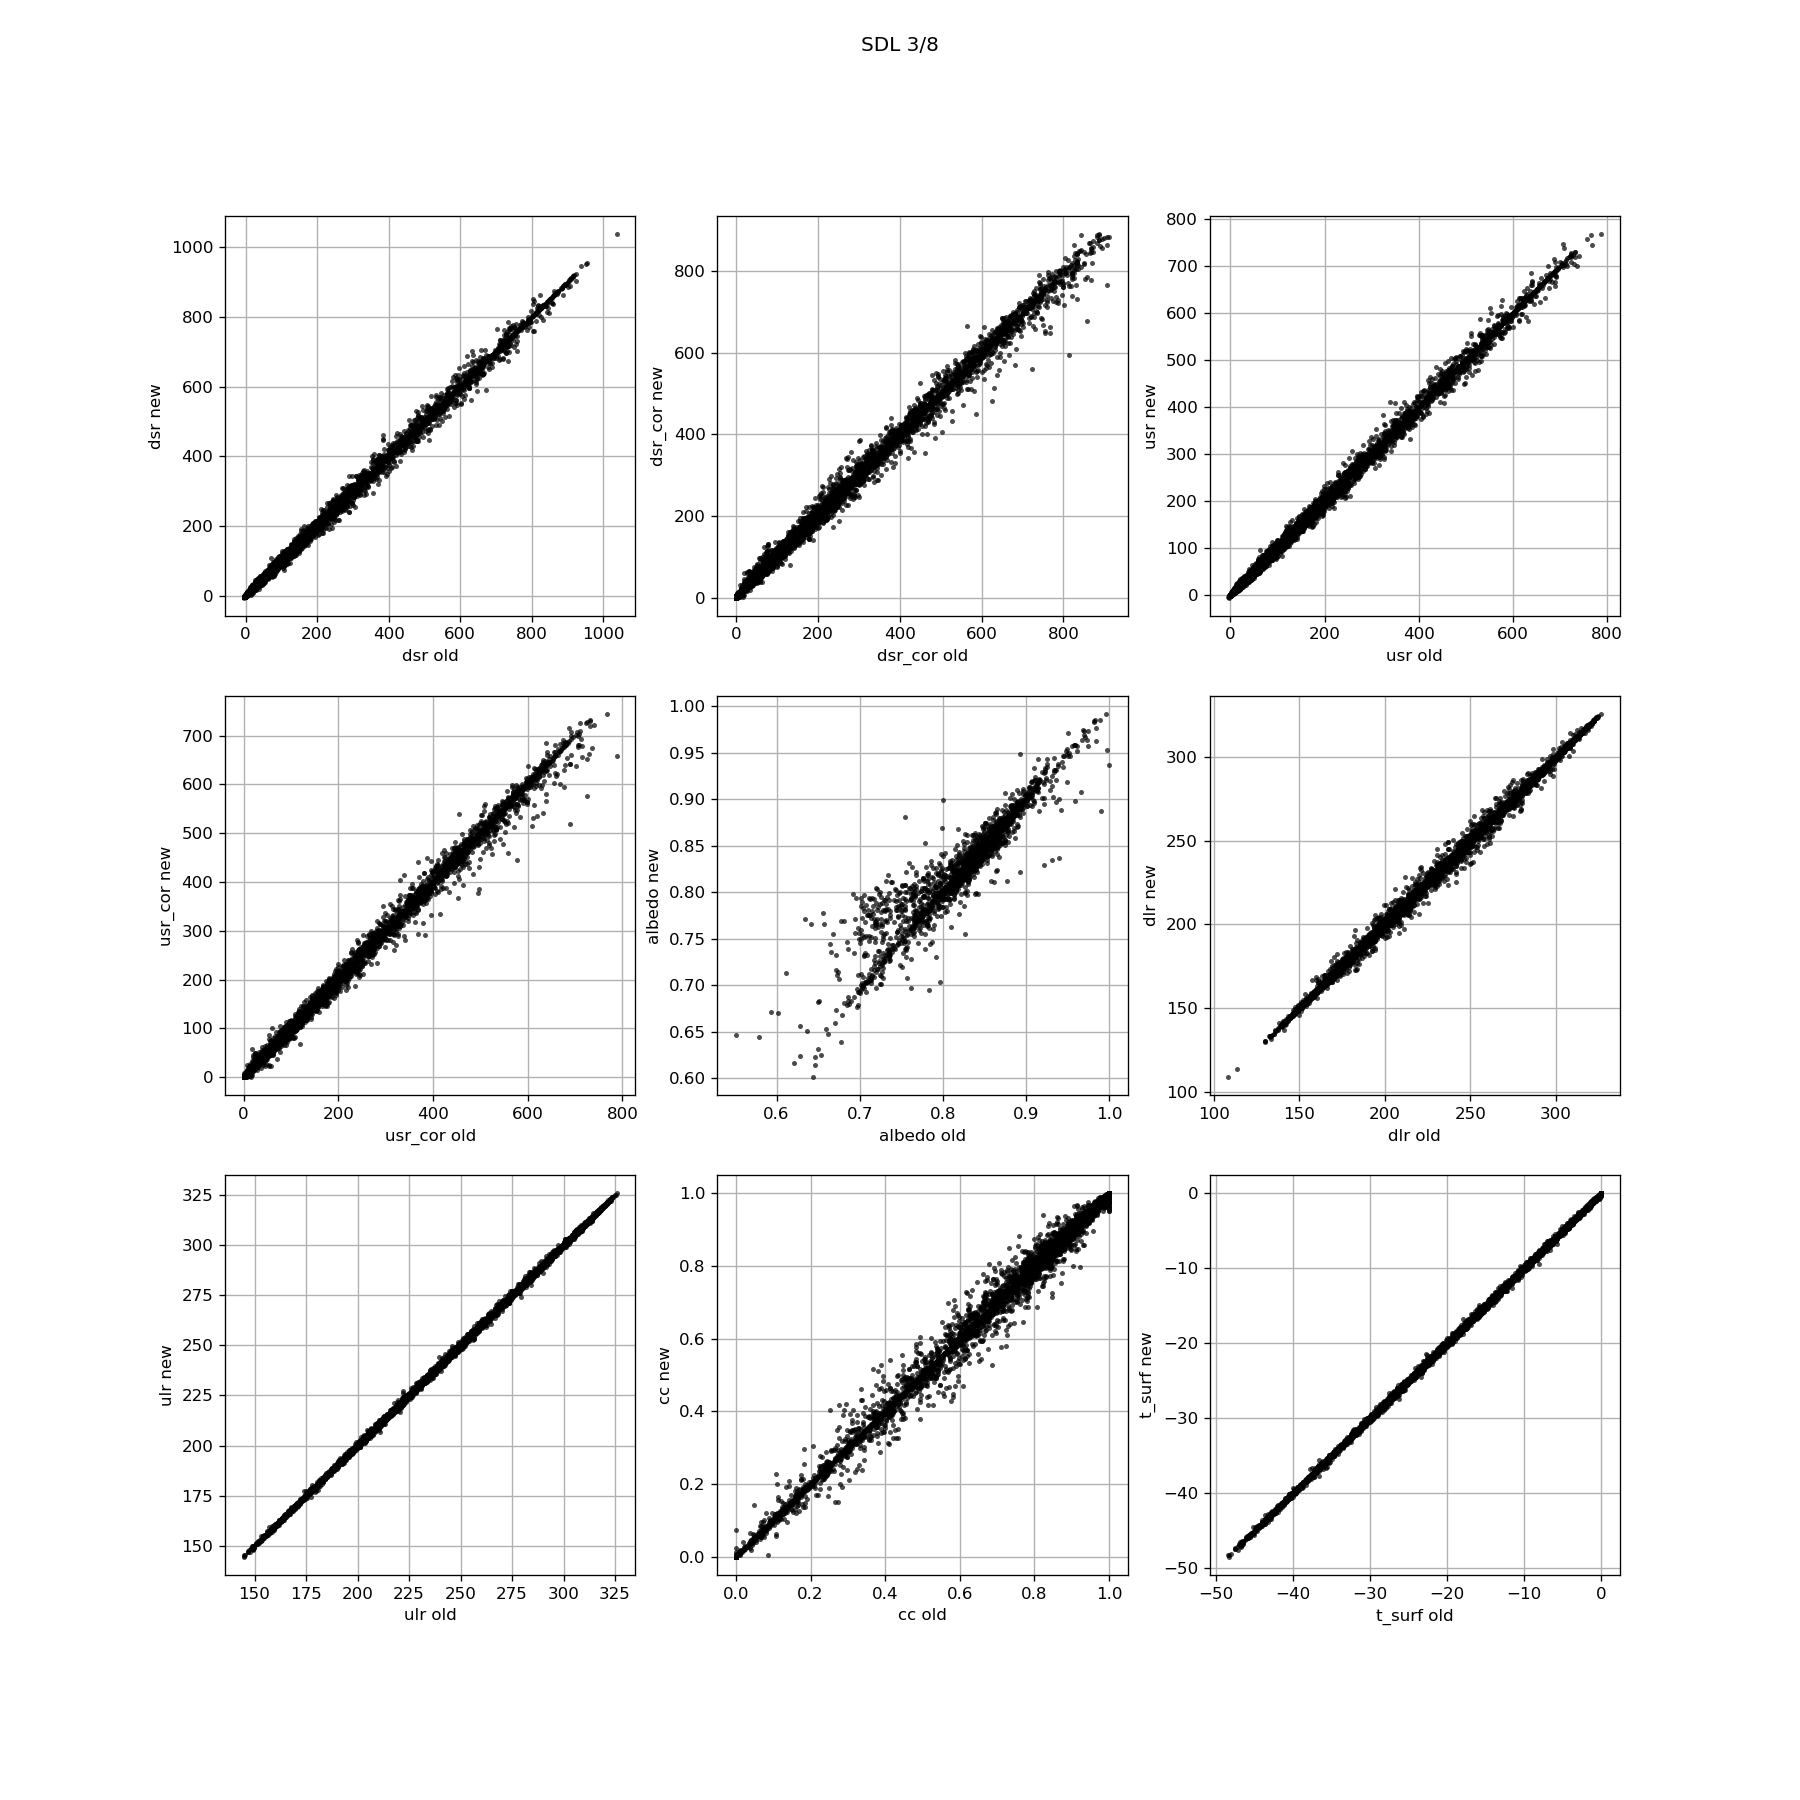 SDL 3/8
1000
800
600
400
200
0
dsr new
0 200 400 600 800 1000
dsr old
800
600
400
200
0
dsr_cor new
0 200 400 600 800
dsr_cor old
800
700
600
500
400
300
200
100
0
usr new
0 200 400 600 800
usr old
700
600
500
400
300
200
100
0
usr_cor new
0 200 400 600 800
usr_cor old
1.00
0.95
0.90
0.85
0.80
0.75
0.70
0.65
0.60
albedo new
0.6 0.7 0.8 0.9 1.0
albedo old
300
250
200
150
100
dlr new
100 150 200 250 300
dlr old
325
300
275
250
225
200
175
150
ulr new
150 175 200 225 250 275 300 325
ulr old
1.0
0.8
0.6
0.4
0.2
0.0
cc new
0.0 0.2 0.4 0.6 0.8 1.0
cc old
0
−10
−20
−30
−40
−50
t_surf new
−50 −40 −30 −20 −10 0
t_surf old